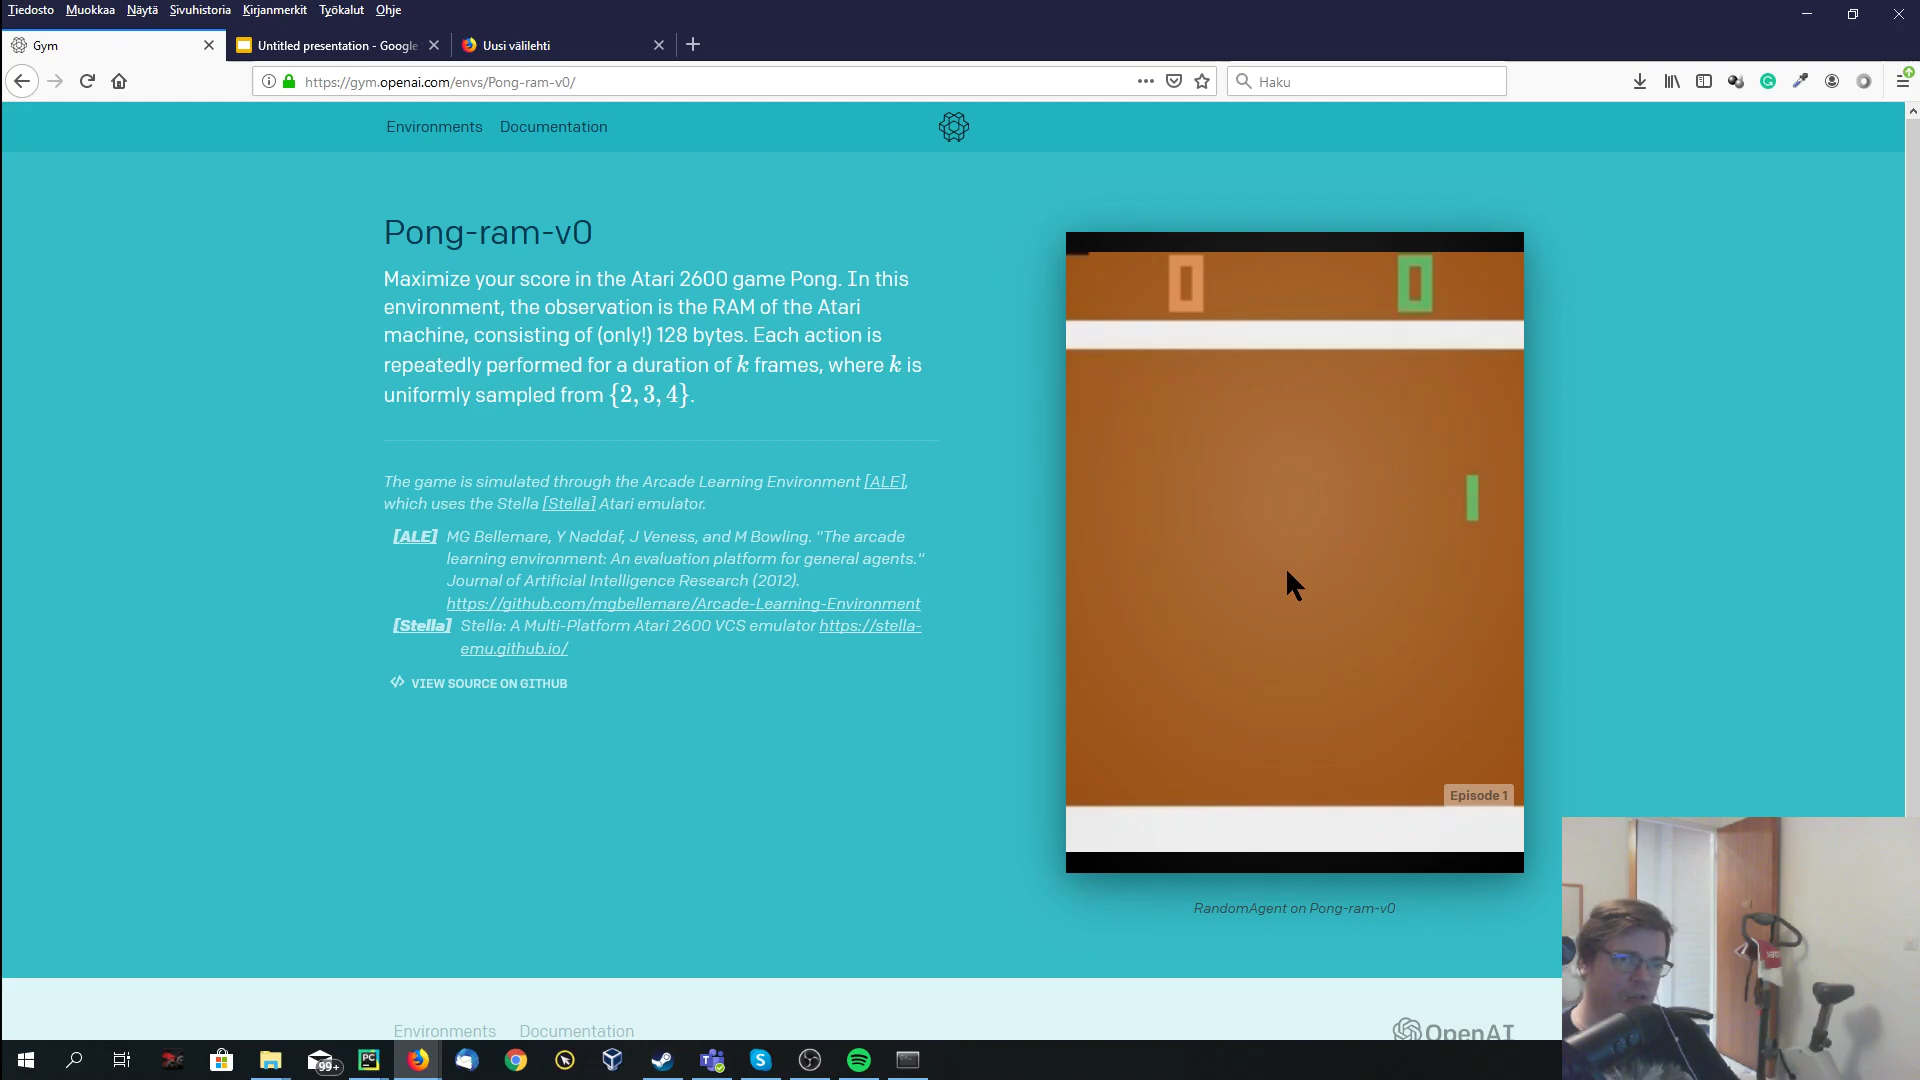 Tiedosto Muokkaa Näytä Sivuhistoria Kirjanmerkit Työkalut Ohje
Gym Untitled presentation - Google Uusi välilehti
https://gym.openai.com/envs/Pong-ram-v0/ Haku
Environments Documentation
Pong-ram-v0
Maximize your score in the Atari 2600 game Pong. In this
environment, the observation is the RAM of the Atari
machine, consisting of (only!) 128 bytes. Each action is
repeatedly performed for a duration of k frames, where k is
uniformly sampled from {2, 3, 4}.
The game is simulated through the Arcade Learning Environment [ALE],
which uses the Stella [Stella] Atari emulator.
[ALE] MG Bellemare, Y Naddaf, J Veness, and M Bowling. "The arcade
learning environment: An evaluation platform for general agents."
Journal of Artificial Intelligence Research (2012).
https://github.com/mgbellemare/Arcade-Learning-Environment
[Stella] Stella: A Multi-Platform Atari 2600 VCS emulator https://stella-
emu.github.io/
VIEW SOURCE ON GITHUB
0 0
Episode 1
RandomAgent on Pong-ram-v0
Environments Documentation
OpenAI
99+